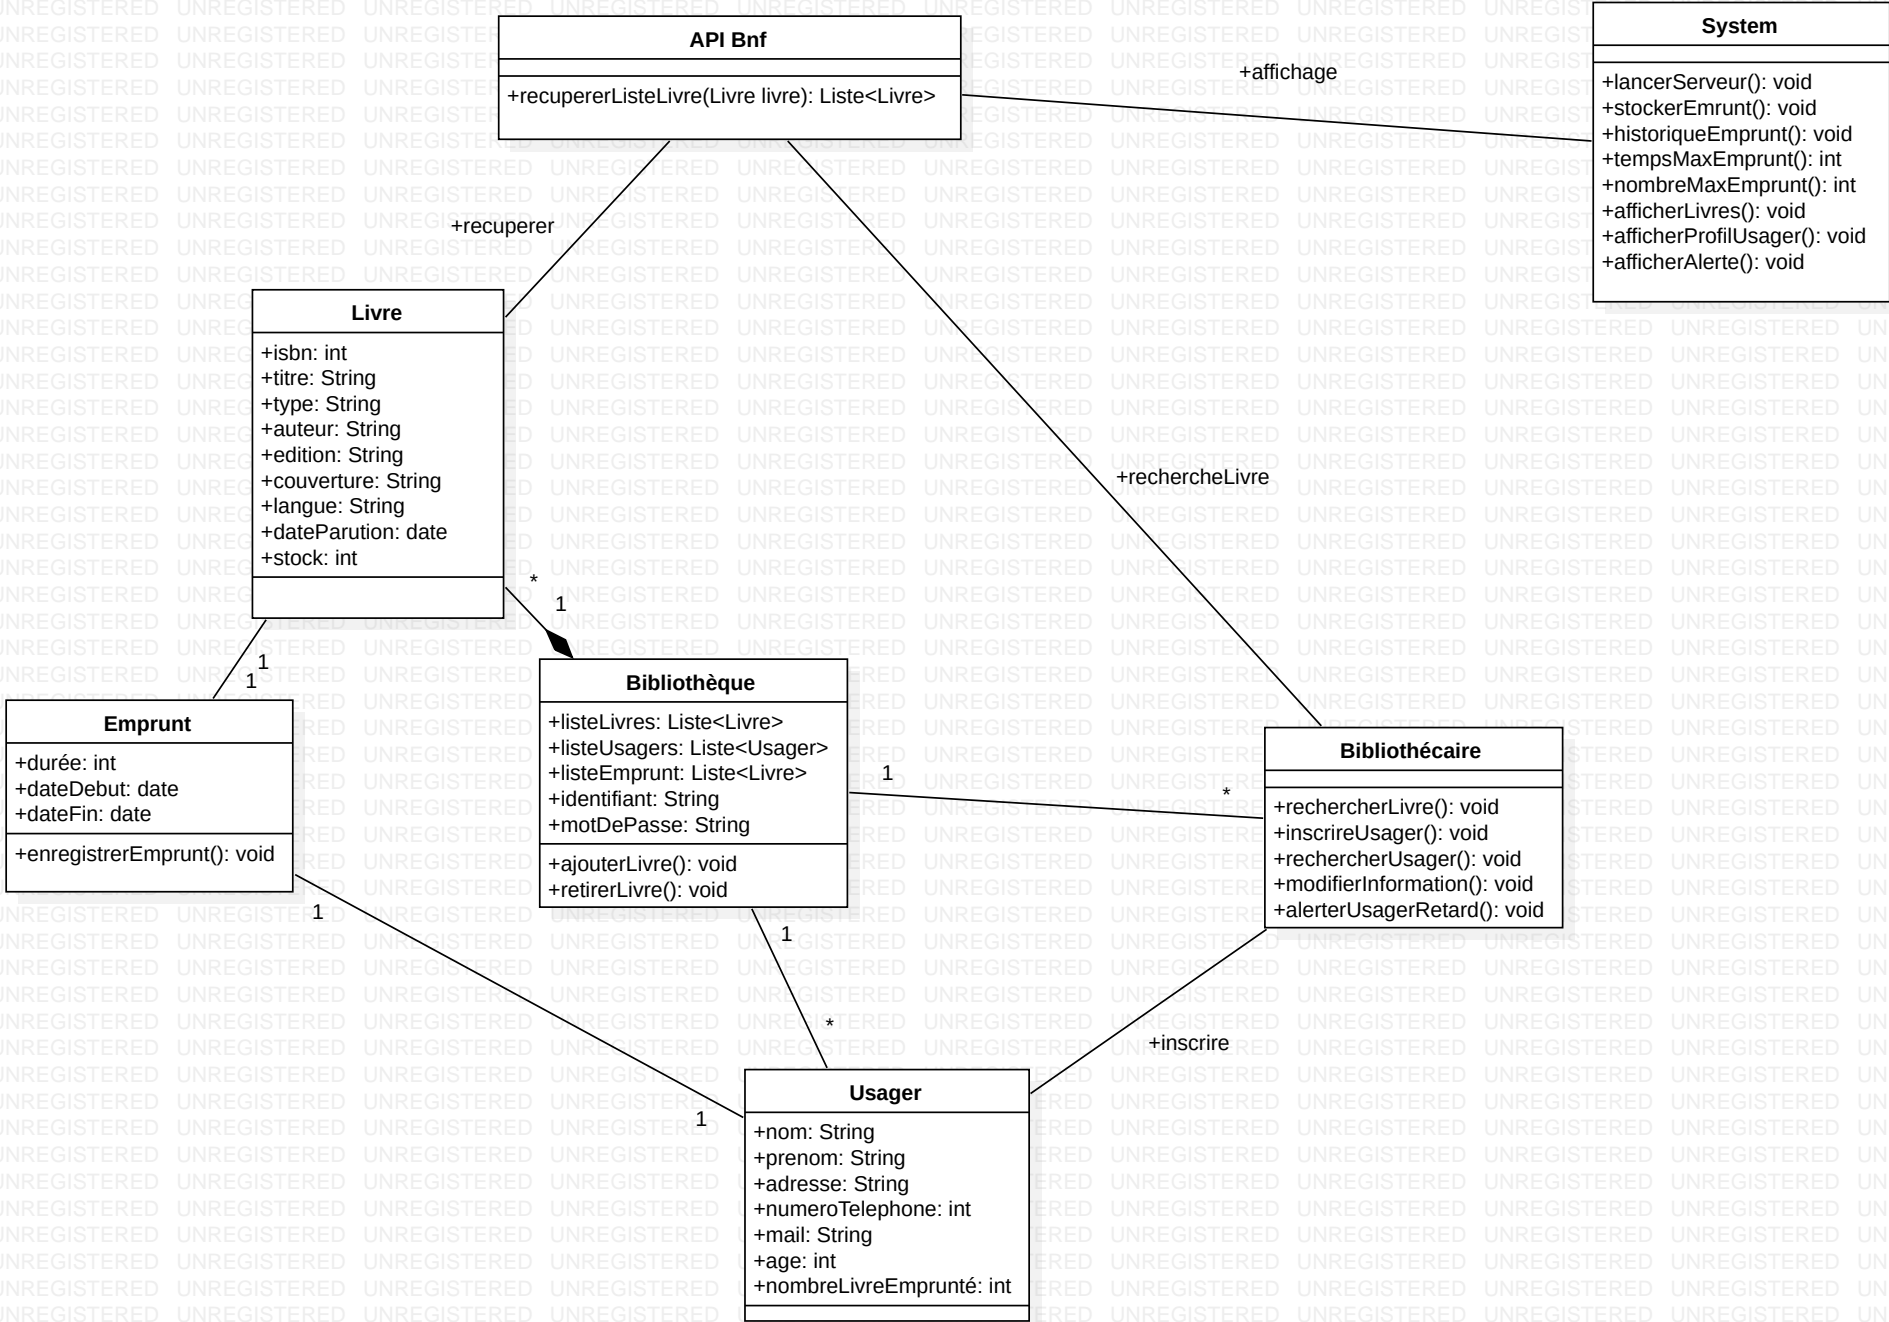 API Bnf
+recupererListeLivre(Livre livre): Liste<Livre>
System
+lancerServeur(): void
+stockerEmrunt(): void
+historiqueEmprunt(): void
+tempsMaxEmprunt(): int
+nombreMaxEmprunt(): int
+afficherLivres(): void
+afficherProfilUsager(): void
+afficherAlerte(): void
+affichage
+recuperer
Livre
+isbn: int
+titre: String
+type: String
+auteur: String
+edition: String
+couverture: String
+langue: String
+dateParution: date
+stock: int
+rechercheLivre
*
1
1
1
Emprunt
+durée: int
+dateDebut: date
+dateFin: date
+enregistrerEmprunt(): void
Bibliothèque
+listeLivres: Liste<Livre>
+listeUsagers: Liste<Usager>
+listeEmprunt: Liste<Livre>
+identifiant: String
+motDePasse: String
+ajouterLivre(): void
+retirerLivre(): void
1
*
Bibliothécaire
+rechercherLivre(): void
+inscrireUsager(): void
+rechercherUsager(): void
+modifierInformation(): void
+alerterUsagerRetard(): void
1
1
*
+inscrire
1
Usager
+nom: String
+prenom: String
+adresse: String
+numeroTelephone: int
+mail: String
+age: int
+nombreLivreEmprunté: int
UNREGISTERED